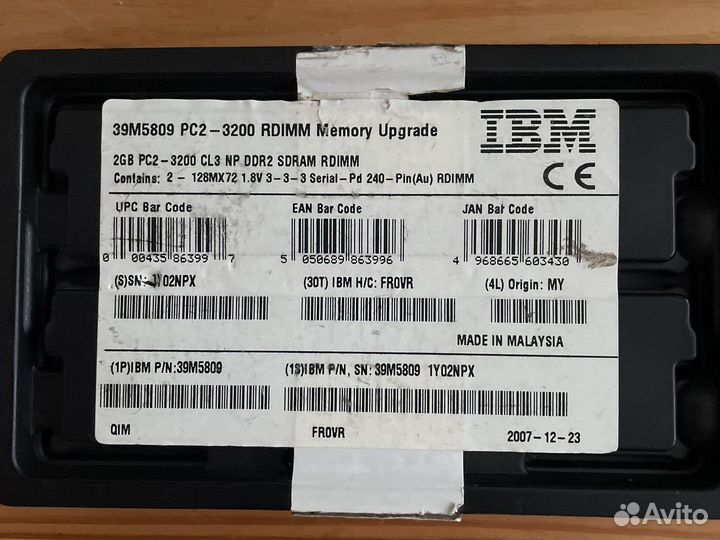 39M5809 PC2-3200 RDIMM Memory Upgrade
IBM
2GB PC2-3200 CL3 NP DDR2 SDRAM RDIMM
Contains: 2 - 128MX72 1.8V 3-3-3 Serial-Pd 240-Pin(Au) RDIMM
CE
UPC Bar Code EAN Bar Code JAN Bar Code
0 00435 86399 7 5 050689 863996 4 968665 603430
(S)SN: 1Y02NPX (30T) IBM H/C: FR0VR (4L) Origin: MY
MADE IN MALAYSIA
(1P)IBM P/N:39M5809 (1S)IBM P/N, SN: 39M5809 1Y02NPX
QIM FR0VR 2007-12-23
Avito